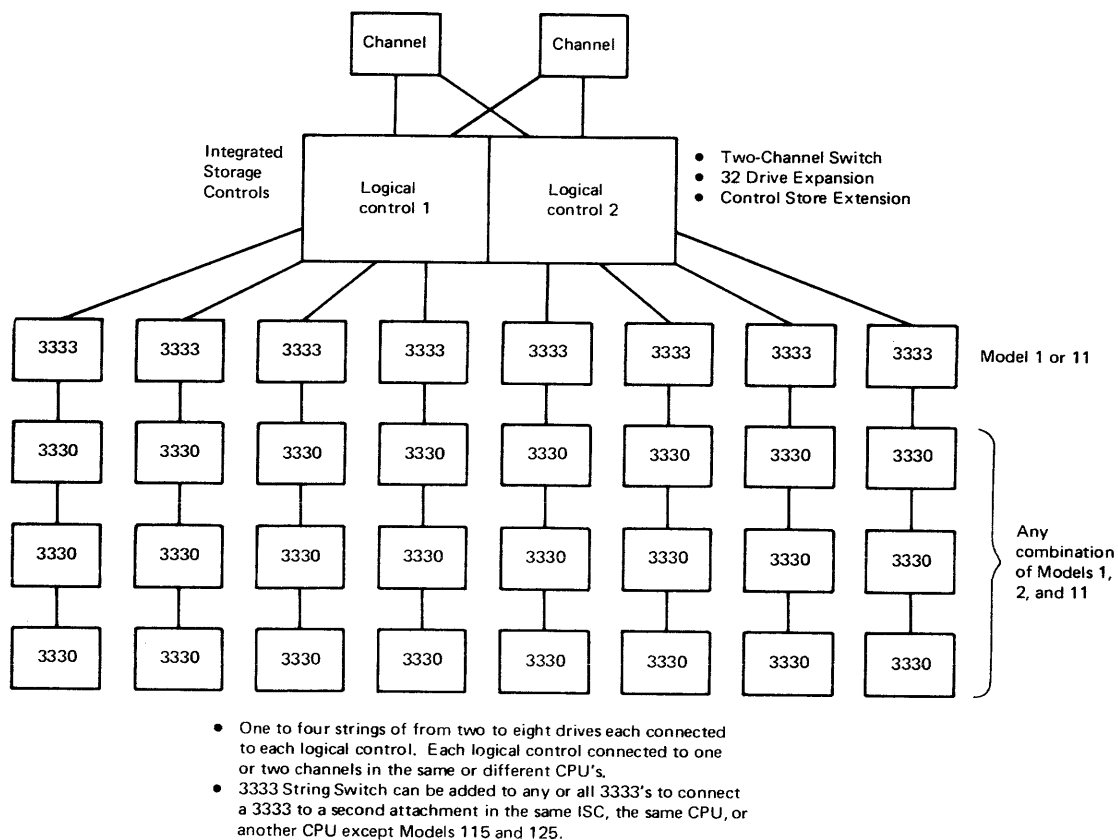 Channel
Channel
Integrated
Storage
Controls
Logical
control 1
Logical
control 2
● Two-Channel Switch
● 32 Drive Expansion
● Control Store Extension
3333 3333 3333 3333 3333 3333 3333 3333
Model 1 or 11
3330 3330 3330 3330 3330 3330 3330 3330
3330 3330 3330 3330 3330 3330 3330 3330
3330 3330 3330 3330 3330 3330 3330 3330
Any
combination
of Models 1,
2, and 11
● One to four strings of from two to eight drives each connected
to each logical control. Each logical control connected to one
or two channels in the same or different CPU's.
● 3333 String Switch can be added to any or all 3333's to connect
a 3333 to a second attachment in the same ISC, the same CPU, or
another CPU except Models 115 and 125.